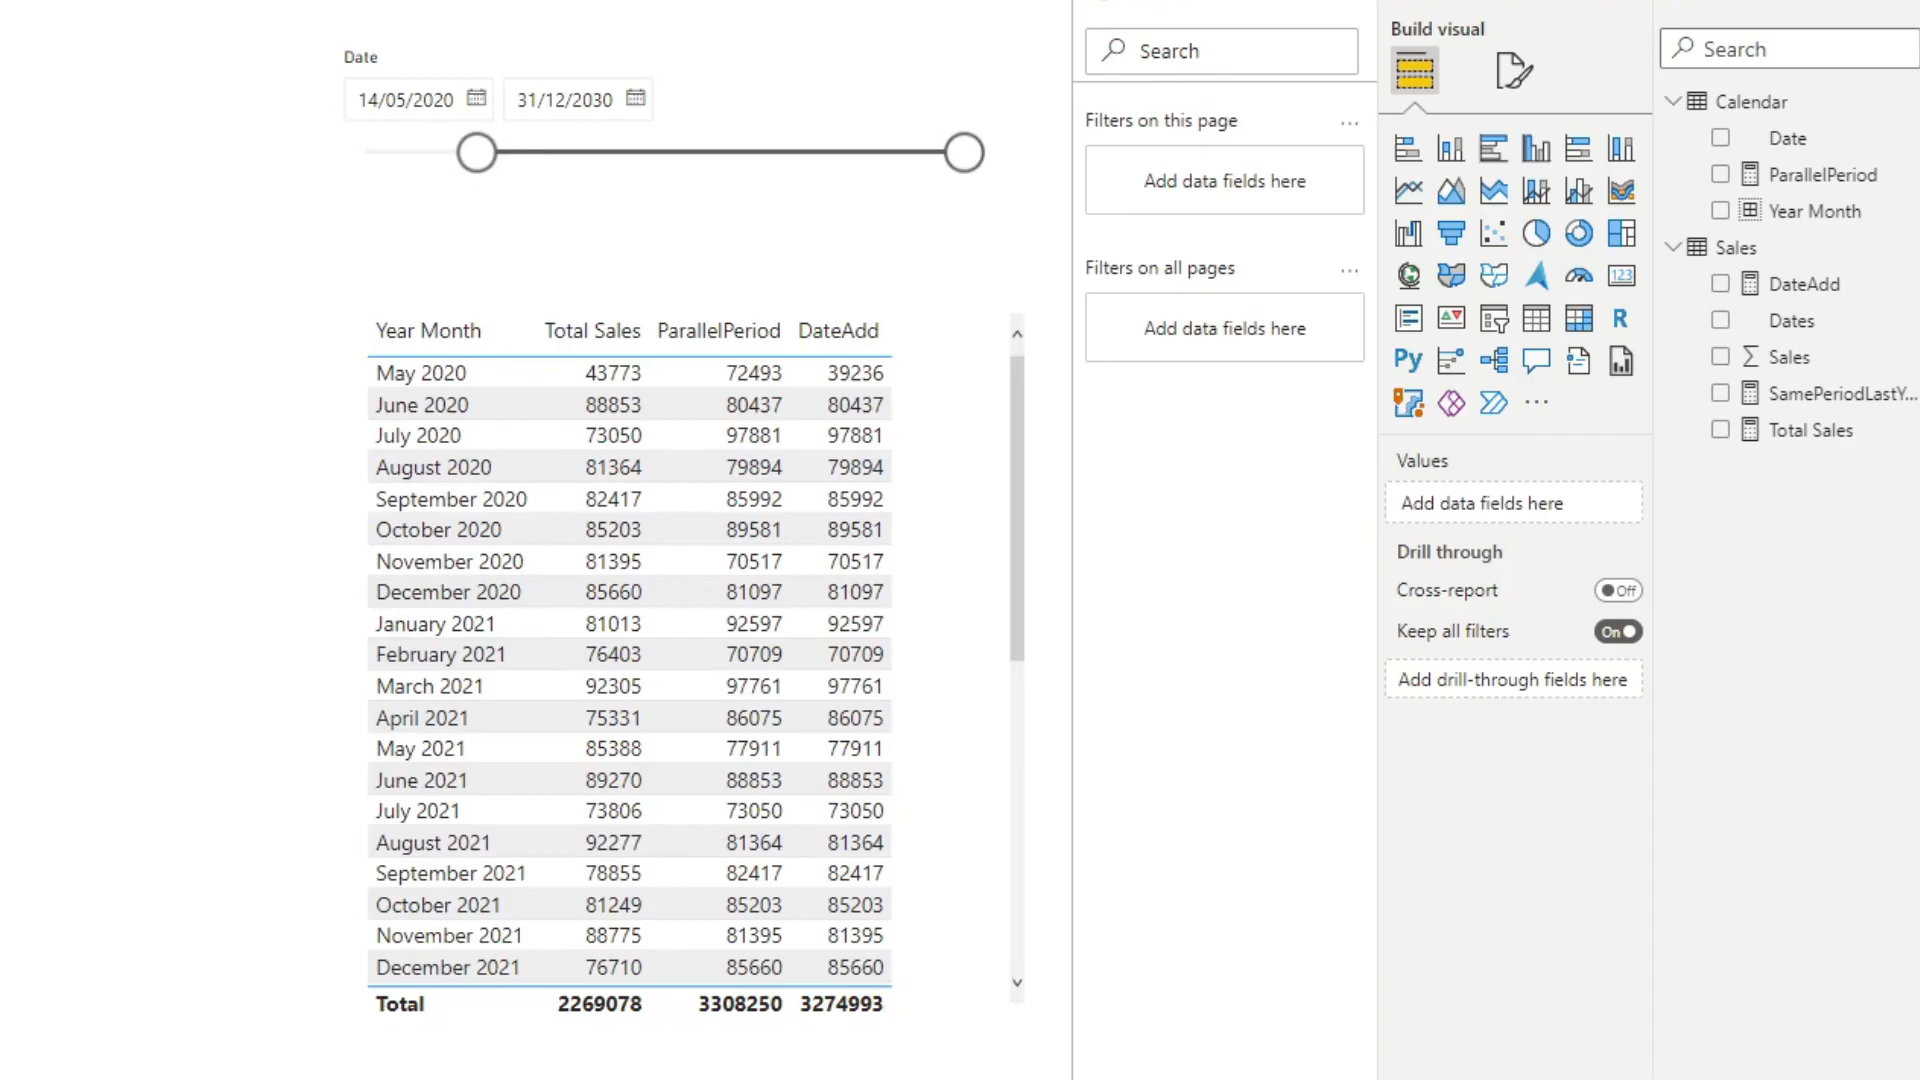 Date
14/05/2020 31/12/2030
Year Month Total Sales ParallelPeriod DateAdd
May 2020 43773 72493 39236
June 2020 88853 80437 80437
July 2020 73050 97881 97881
August 2020 81364 79894 79894
September 2020 82417 85992 85992
October 2020 85203 89581 89581
November 2020 81395 70517 70517
December 2020 85660 81097 81097
January 2021 81013 92597 92597
February 2021 76403 70709 70709
March 2021 92305 97761 97761
April 2021 75331 86075 86075
May 2021 85388 77911 77911
June 2021 89270 88853 88853
July 2021 73806 73050 73050
August 2021 92277 81364 81364
September 2021 78855 82417 82417
October 2021 81249 85203 85203
November 2021 88775 81395 81395
December 2021 76710 85660 85660
Total 2269078 3308250 3274993
Search
Filters on this page ...
Add data fields here
Filters on all pages ...
Add data fields here
Build visual
123
R
Py
...
Values
Add data fields here
Drill through
Cross-report Off
Keep all filters On
Add drill-through fields here
Search
Calendar
Date
ParallelPeriod
Year Month
Sales
DateAdd
Dates
Σ Sales
SamePeriodLastY...
Total Sales